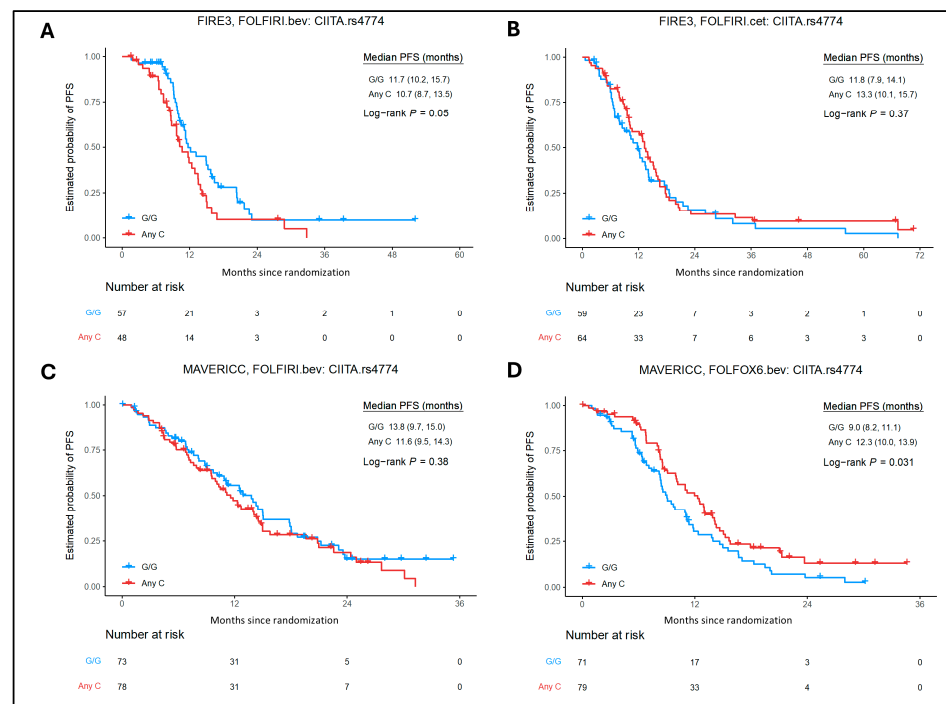 A
FIRE3, FOLFIRI.bev: CIITA.rs4774
Estimated probability of PFS
1.00
0.75
0.50
0.25
0.00
Median PFS (months)
G/G 11.7 (10.2, 15.7)
Any C 10.7 (8.7, 13.5)
Log-rank P = 0.05
G/G
Any C
0 12 24 36 48 60
Months since randomization
Number at risk
G/G 57 21 3 2 1 0
Any C 48 14 3 0 0 0
B
FIRE3, FOLFIRI.cet: CIITA.rs4774
Estimated probability of PFS
1.00
0.75
0.50
0.25
0.00
Median PFS (months)
G/G 11.8 (7.9, 14.1)
Any C 13.3 (10.1, 15.7)
Log-rank P = 0.37
G/G
Any C
0 12 24 36 48 60 72
Months since randomization
Number at risk
G/G 59 23 7 3 2 1 0
Any C 64 33 7 6 3 3 0
C
MAVERICC, FOLFIRI.bev: CIITA.rs4774
Estimated probability of PFS
1.00
0.75
0.50
0.25
0.00
Median PFS (months)
G/G 13.8 (9.7, 15.0)
Any C 11.6 (9.5, 14.3)
Log-rank P = 0.38
G/G
Any C
0 12 24 36
Months since randomization
Number at risk
G/G 73 31 5 0
Any C 78 31 7 0
D
MAVERICC, FOLFOX6.bev: CIITA.rs4774
Estimated probability of PFS
1.00
0.75
0.50
0.25
0.00
Median PFS (months)
G/G 9.0 (8.2, 11.1)
Any C 12.3 (10.0, 13.9)
Log-rank P = 0.031
G/G
Any C
0 12 24 36
Months since randomization
Number at risk
G/G 71 17 3 0
Any C 79 33 4 0